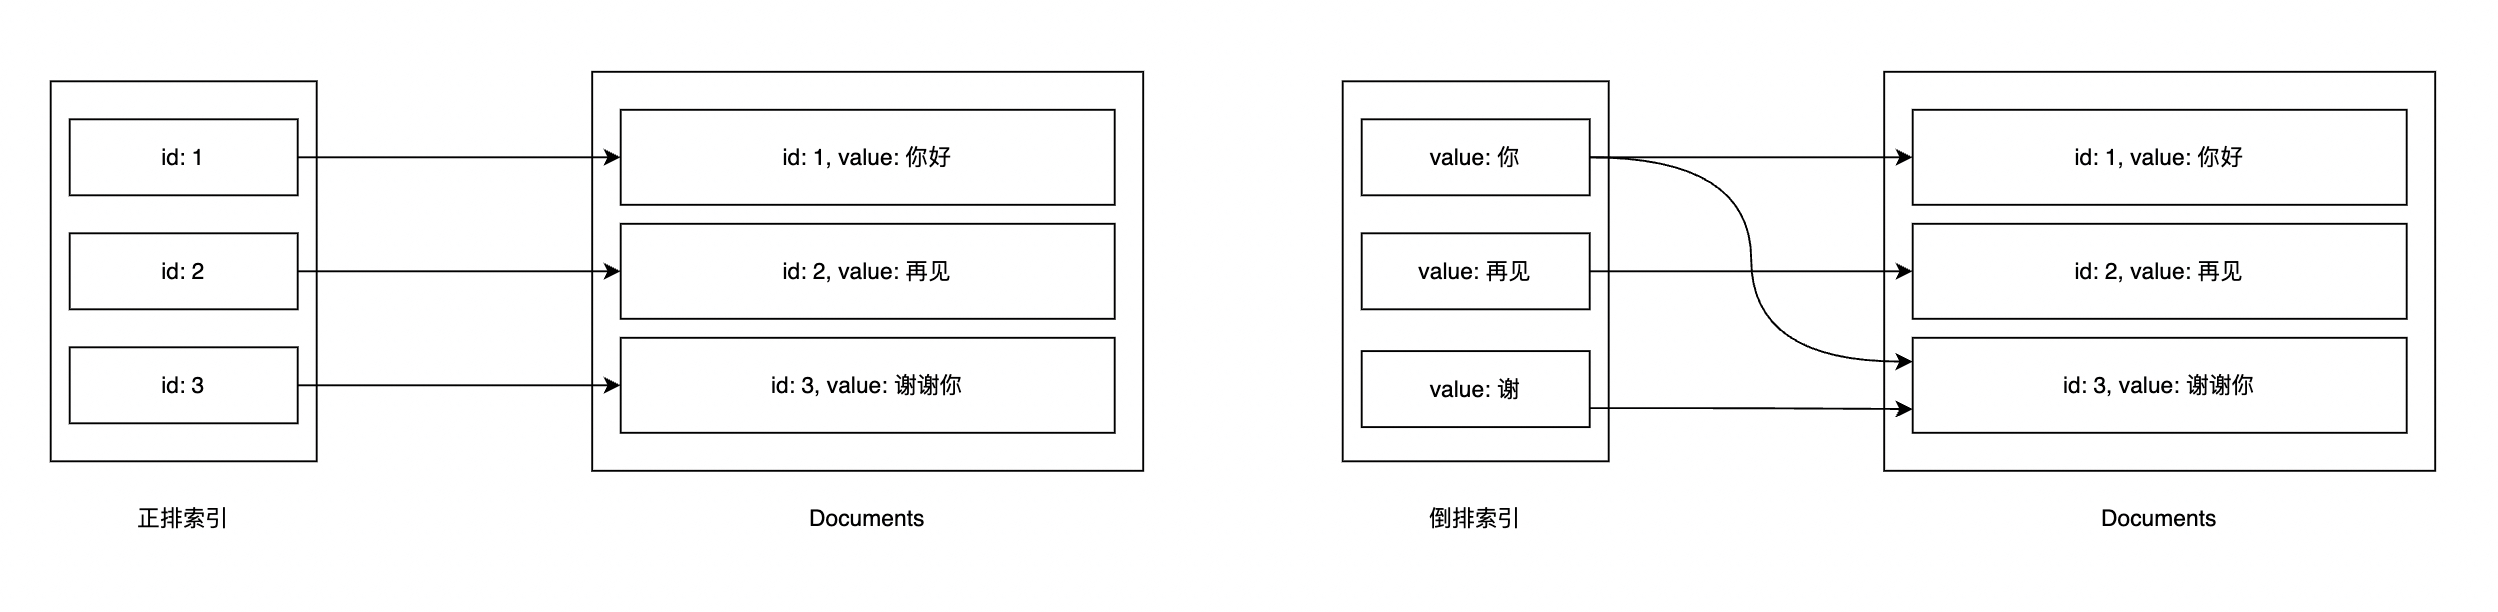 id: 1
id: 2
id: 3
正排索引
id: 1, value: 你好
id: 2, value: 再见
id: 3, value: 谢谢你
Documents
value: 你
value: 再见
value: 谢
倒排索引
id: 1, value: 你好
id: 2, value: 再见
id: 3, value: 谢谢你
Documents